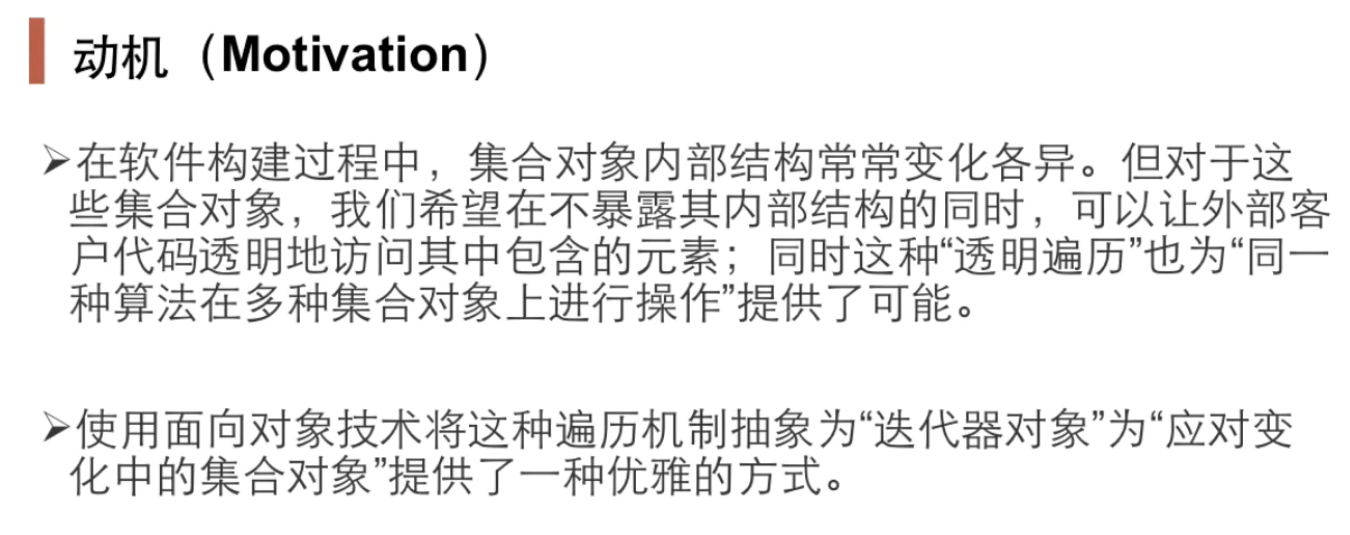 动机（Motivation）
➢在软件构建过程中，集合对象内部结构常常变化各异。但对于这
些集合对象，我们希望在不暴露其内部结构的同时，可以让外部客
户代码透明地访问其中包含的元素；同时这种“透明遍历”也为“同一
种算法在多种集合对象上进行操作”提供了可能。
➢使用面向对象技术将这种遍历机制抽象为“迭代器对象”为“应对变
化中的集合对象”提供了一种优雅的方式。